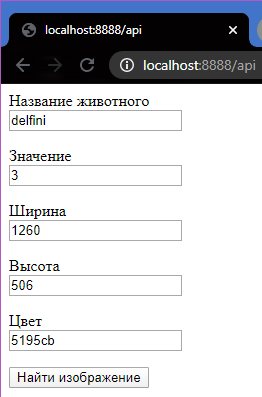 localhost:8888/api
localhost:8888/api
Название животного
delfini
Значение
3
Ширина
1260
Высота
506
Цвет
5195cb
Найти изображение